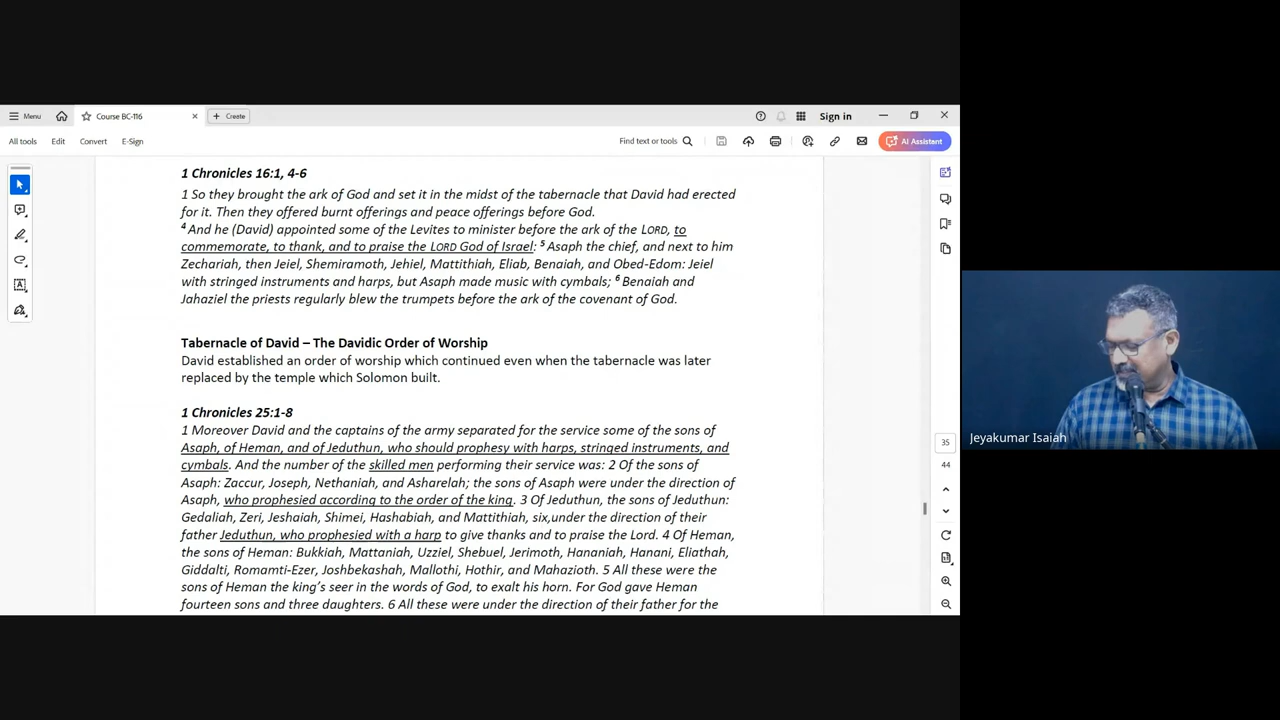 Menu
Course BC-116
Create
Sign in
All tools
Edit
Convert
E-Sign
Find text or tools
AI Assistant
1 Chronicles 16:1, 4-6
1 So they brought the ark of God and set it in the midst of the tabernacle that David had erected
for it. Then they offered burnt offerings and peace offerings before God.
4 And he (David) appointed some of the Levites to minister before the ark of the LORD, to
commemorate, to thank, and to praise the LORD God of Israel: 5 Asaph the chief, and next to him
Zechariah, then Jeiel, Shemiramoth, Jehiel, Mattithiah, Eliab, Benaiah, and Obed-Edom: Jeiel
with stringed instruments and harps, but Asaph made music with cymbals; 6 Benaiah and
Jahaziel the priests regularly blew the trumpets before the ark of the covenant of God.
Tabernacle of David – The Davidic Order of Worship
David established an order of worship which continued even when the tabernacle was later
replaced by the temple which Solomon built.
1 Chronicles 25:1-8
1 Moreover David and the captains of the army separated for the service some of the sons of
Asaph, of Heman, and of Jeduthun, who should prophesy with harps, stringed instruments, and
cymbals. And the number of the skilled men performing their service was: 2 Of the sons of
Asaph: Zaccur, Joseph, Nethaniah, and Asharelah; the sons of Asaph were under the direction of
Asaph, who prophesied according to the order of the king. 3 Of Jeduthun, the sons of Jeduthun:
Gedaliah, Zeri, Jeshaiah, Shimei, Hashabiah, and Mattithiah, six,under the direction of their
father Jeduthun, who prophesied with a harp to give thanks and to praise the Lord. 4 Of Heman,
the sons of Heman: Bukkiah, Mattaniah, Uzziel, Shebuel, Jerimoth, Hananiah, Hanani, Eliathah,
Giddalti, Romamti-Ezer, Joshbekashah, Mallothi, Hothir, and Mahazioth. 5 All these were the
sons of Heman the king's seer in the words of God, to exalt his horn. For God gave Heman
fourteen sons and three daughters. 6 All these were under the direction of their father for the
35
44
Jeyakumar Isaiah